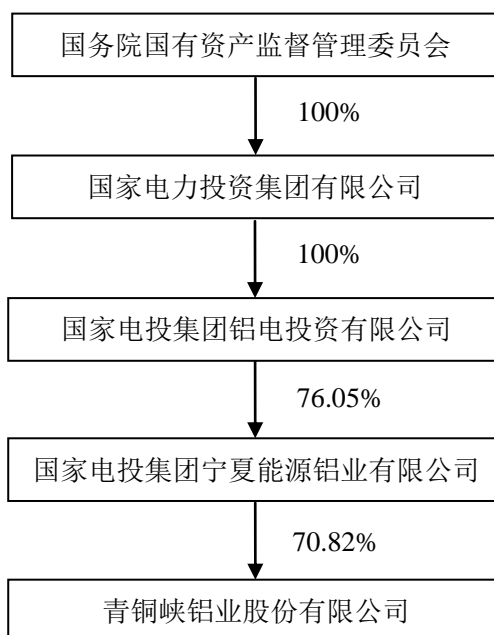 国务院国有资产监督管理委员会
100%
国家电力投资集团有限公司
100%
国家电投集团铝电投资有限公司
76.05%
国家电投集团宁夏能源铝业有限公司
70.82%
青铜峡铝业股份有限公司